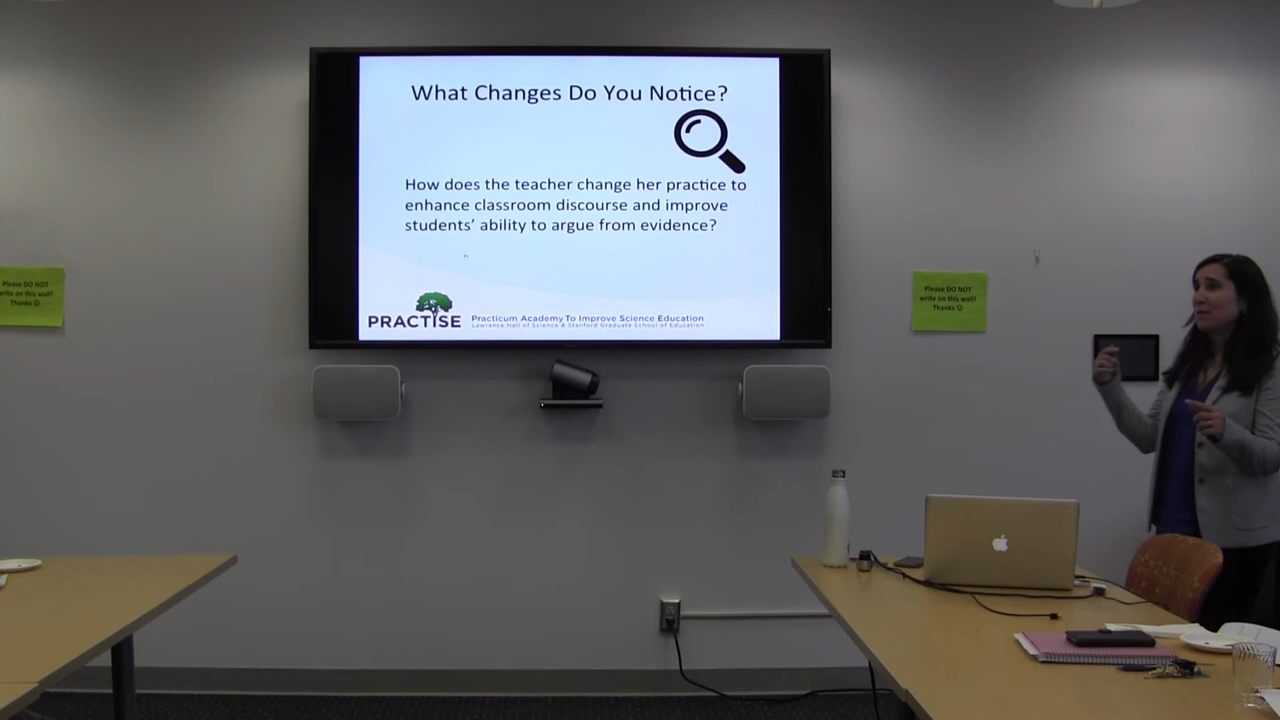 What Changes Do You Notice?
How does the teacher change her practice to
enhance classroom discourse and improve
students’ ability to argue from evidence?
PRACTISE
Practicum Academy To Improve Science Education
Lawrence Hall of Science & Stanford Graduate School of Education
Please DO NOT
write on this wall!
Thanks ☺
Please DO NOT
write on this wall!
Thanks ☺